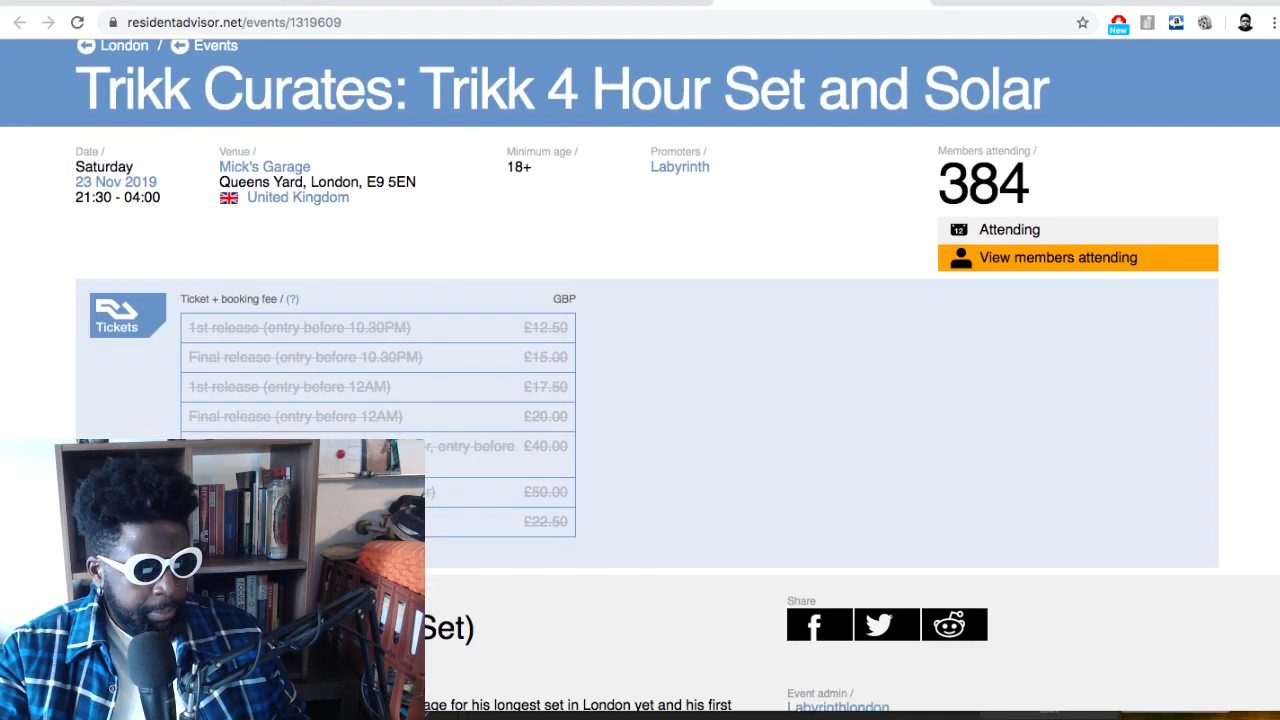 residentadvisor.net/events/1319609
New
London / Events
Trikk Curates: Trikk 4 Hour Set and Solar
Date /
Saturday
23 Nov 2019
21:30 - 04:00
Venue /
Mick's Garage
Queens Yard, London, E9 5EN
United Kingdom
Minimum age /
18+
Promoters /
Labyrinth
Members attending /
384
12 Attending
View members attending
Tickets
Ticket + booking fee / (?) GBP
1st release (entry before 10.30PM) £12.50
Final release (entry before 10.30PM) £15.00
1st release (entry before 12AM) £17.50
Final release (entry before 12AM) £20.00
r, entry before £40.00
r) £50.00
£22.50
Set)
age for his longest set in London yet and his first
Share
Event admin /
Labyrinthlondon